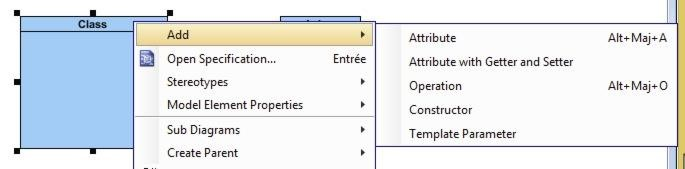 Class
Add
Open Specification... Entrée
Stereotypes
Model Element Properties
Sub Diagrams
Create Parent
Attribute Alt+Maj+A
Attribute with Getter and Setter
Operation Alt+Maj+O
Constructor
Template Parameter